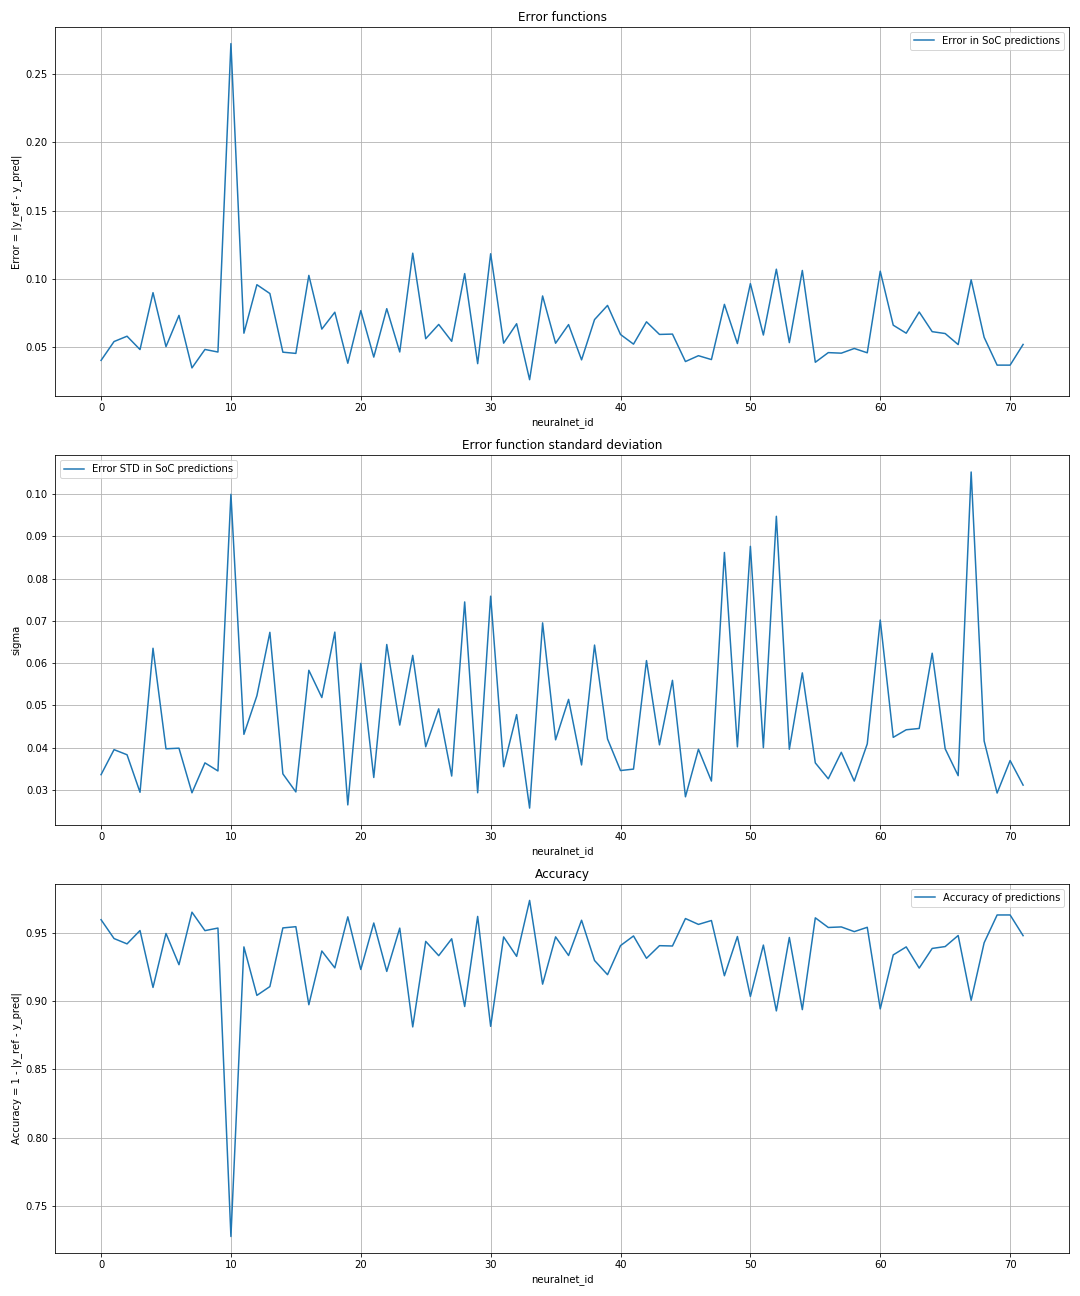 Error functions
Error in SoC predictions
0.25
0.20
0.15
0.10
0.05
Error = |y_ref - y_pred|
0 10 20 30 40 50 60 70
neuralnet_id
Error function standard deviation
Error STD in SoC predictions
0.10
0.09
0.08
0.07
0.06
0.05
0.04
0.03
sigma
0 10 20 30 40 50 60 70
neuralnet_id
Accuracy
Accuracy of predictions
0.95
0.90
0.85
0.80
0.75
Accuracy = 1 - |y_ref - y_pred|
0 10 20 30 40 50 60 70
neuralnet_id